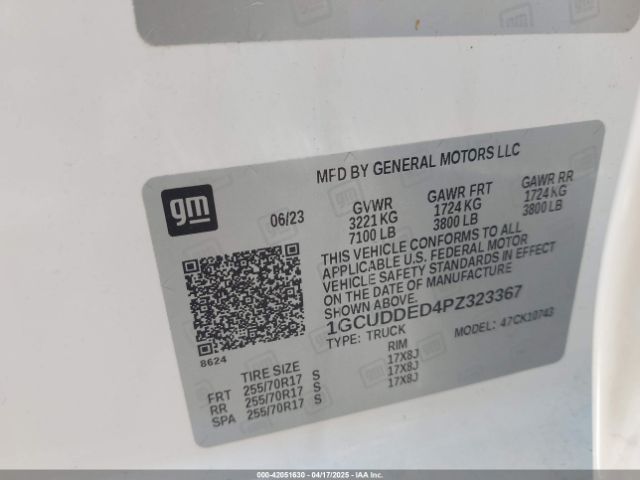 MFD BY GENERAL MOTORS LLC
gm
06/23
GVWR GAWR FRT GAWR RR
3221 KG 1724 KG 1724 KG
7100 LB 3800 LB 3800 LB
THIS VEHICLE CONFORMS TO ALL
APPLICABLE U.S. FEDERAL MOTOR
VEHICLE SAFETY STANDARDS IN EFFECT
ON THE DATE OF MANUFACTURE
SHOWN ABOVE.
1GCUDDED4PZ323367
TYPE: TRUCK MODEL: 47CK10743
8624
TIRE SIZE RIM
FRT 255/70R17 S 17X8J
RR 255/70R17 S 17X8J
SPA 255/70R17 S 17X8J
000-42051630 - 04/17/2025 - IAA Inc.